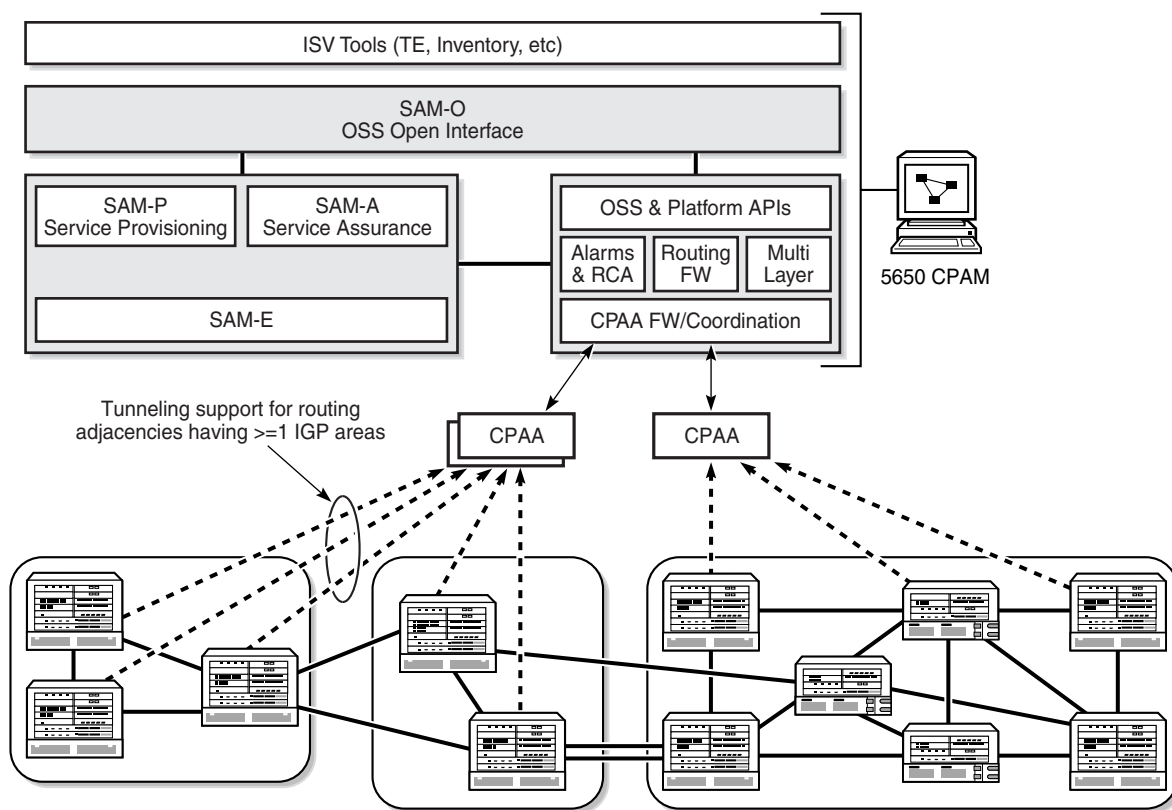 ISV Tools (TE, Inventory, etc)
SAM-O
OSS Open Interface
SAM-P
Service Provisioning
SAM-A
Service Assurance
SAM-E
OSS & Platform APIs
Alarms
& RCA
Routing
FW
Multi
Layer
CPAA FW/Coordination
5650 CPAM
Tunneling support for routing
adjacencies having >=1 IGP areas
CPAA
CPAA